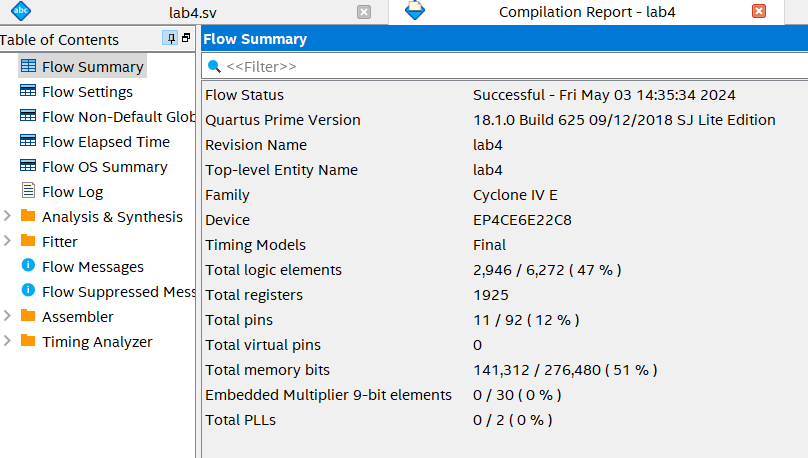 abc lab4.sv
Compilation Report - lab4
Table of Contents
Flow Summary
Flow Settings
Flow Non-Default Glob
Flow Elapsed Time
Flow OS Summary
Flow Log
Analysis & Synthesis
Fitter
Flow Messages
Flow Suppressed Mess
Assembler
Timing Analyzer
Flow Summary
<<Filter>>
Flow Status Successful - Fri May 03 14:35:34 2024
Quartus Prime Version 18.1.0 Build 625 09/12/2018 SJ Lite Edition
Revision Name lab4
Top-level Entity Name lab4
Family Cyclone IV E
Device EP4CE6E22C8
Timing Models Final
Total logic elements 2,946 / 6,272 ( 47 % )
Total registers 1925
Total pins 11 / 92 ( 12 % )
Total virtual pins 0
Total memory bits 141,312 / 276,480 ( 51 % )
Embedded Multiplier 9-bit elements 0 / 30 ( 0 % )
Total PLLs 0 / 2 ( 0 % )